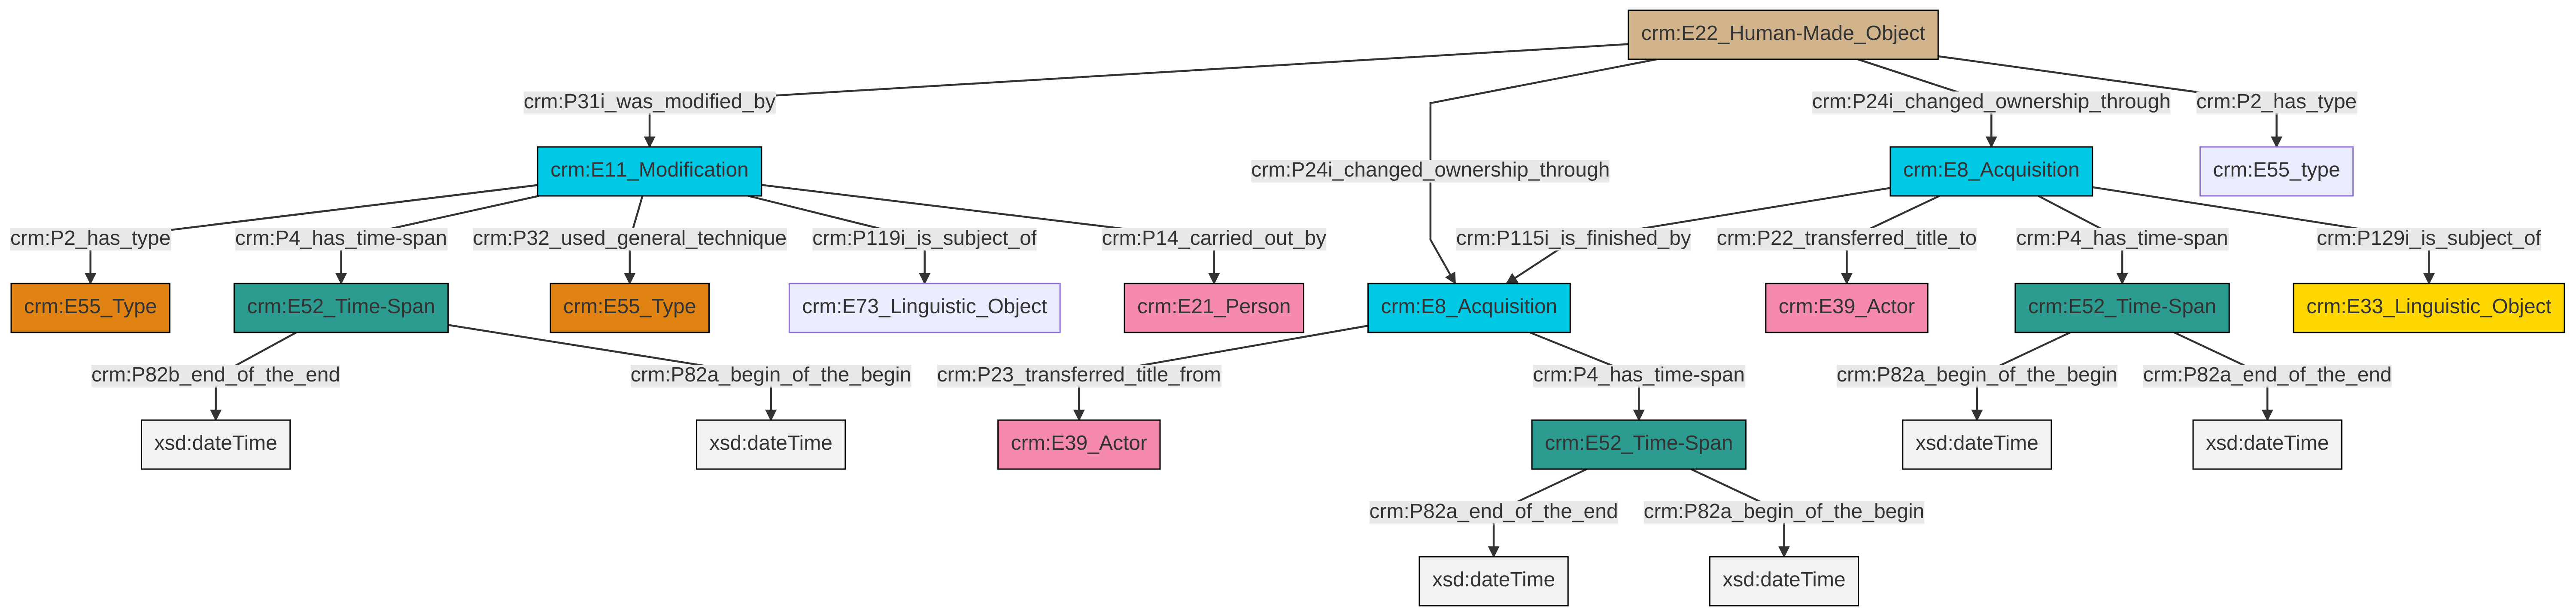 crm:E22_Human-Made_Object
crm:P31i_was_modified_by
crm:P24i_changed_ownership_through
crm:P2_has_type
crm:E11_Modification
crm:P24i_changed_ownership_through
crm:E8_Acquisition
crm:E55_type
crm:P2_has_type
crm:P4_has_time-span
crm:P32_used_general_technique
crm:P119i_is_subject_of
crm:P14_carried_out_by
crm:P115i_is_finished_by
crm:P22_transferred_title_to
crm:P4_has_time-span
crm:P129i_is_subject_of
crm:E55_Type
crm:E52_Time-Span
crm:E55_Type
crm:E73_Linguistic_Object
crm:E21_Person
crm:E8_Acquisition
crm:E39_Actor
crm:E52_Time-Span
crm:E33_Linguistic_Object
crm:P82b_end_of_the_end
crm:P82a_begin_of_the_begin
crm:P23_transferred_title_from
crm:P4_has_time-span
crm:P82a_begin_of_the_begin
crm:P82a_end_of_the_end
xsd:dateTime
xsd:dateTime
crm:E39_Actor
crm:E52_Time-Span
xsd:dateTime
xsd:dateTime
crm:P82a_end_of_the_end
crm:P82a_begin_of_the_begin
xsd:dateTime
xsd:dateTime